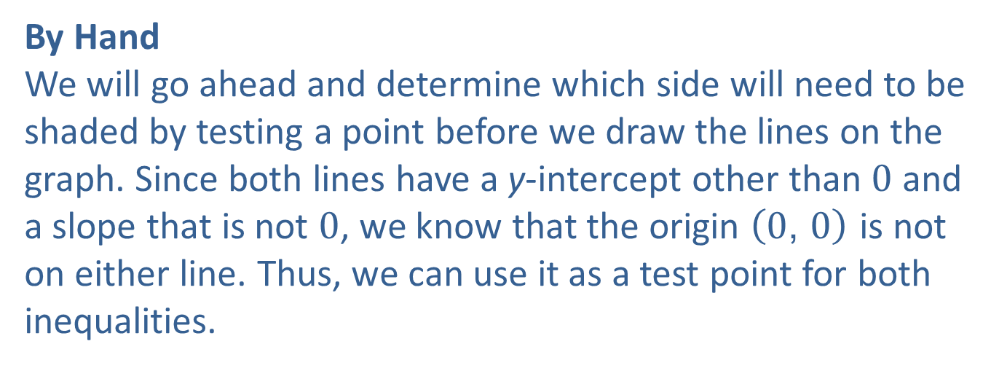 By Hand
We will go ahead and determine which side will need to be
shaded by testing a point before we draw the lines on the
graph. Since both lines have a y-intercept other than 0 and
a slope that is not 0, we know that the origin (0, 0) is not
on either line. Thus, we can use it as a test point for both
inequalities.